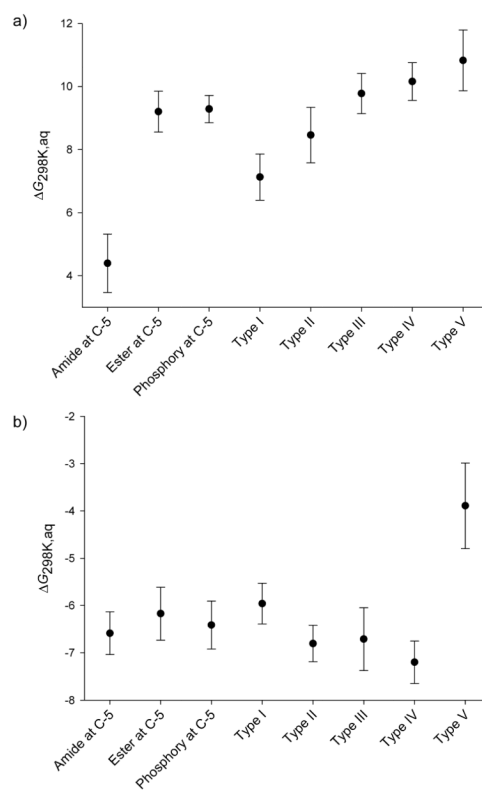 a)
12
10
8
6
4
ΔG298K,aq
Amide at C-5
Ester at C-5
Phosphory at C-5
Type I
Type II
Type III
Type IV
Type V
b)
-2
-3
-4
-5
-6
-7
-8
ΔG298K,aq
Amide at C-5
Ester at C-5
Phosphory at C-5
Type I
Type II
Type III
Type IV
Type V